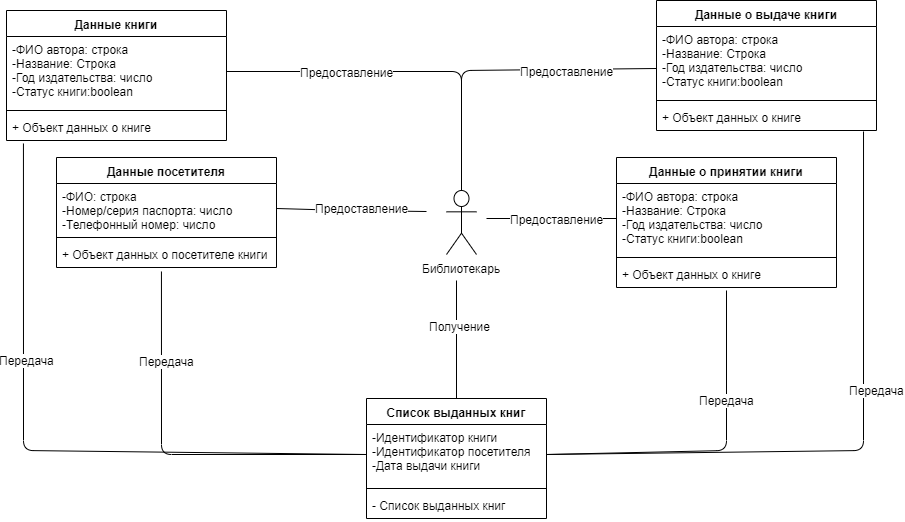 Данные книги
-ФИО автора: строка
-Название: Строка
-Год издательства: число
-Статус книги:boolean
+ Объект данных о книге
Предоставление
Предоставление
Данные о выдаче книги
-ФИО автора: строка
-Название: Строка
-Год издательства: число
-Статус книги:boolean
+ Объект данных о книге
Данные посетителя
-ФИО: строка
-Номер/серия паспорта: число
-Телефонный номер: число
+ Объект данных о посетителе книги
Предоставление
Предоставление
Данные о принятии книги
-ФИО автора: строка
-Название: Строка
-Год издательства: число
-Статус книги:boolean
+ Объект данных о книге
Библиотекарь
Получение
Передача
Передача
Передача
Передача
Список выданных книг
-Идентификатор книги
-Идентификатор посетителя
-Дата выдачи книги
- Список выданных книг